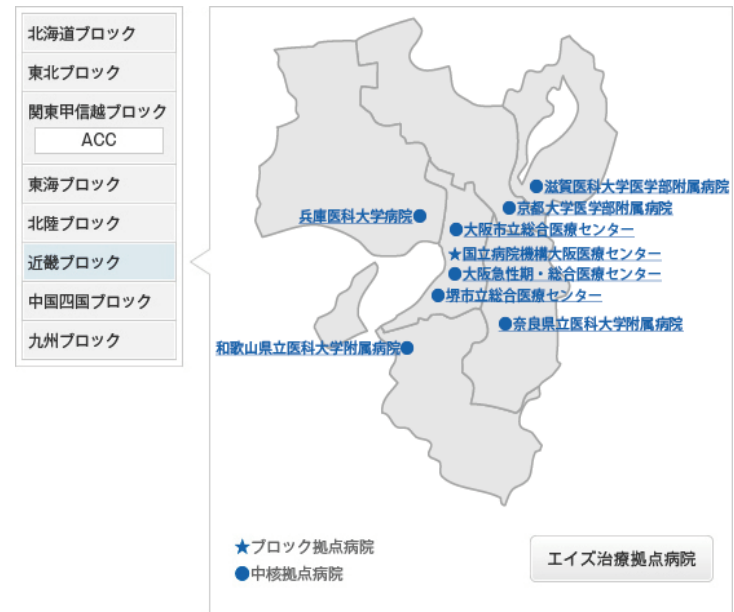 北海道ブロック
東北ブロック
関東甲信越ブロック
ACC
東海ブロック
北陸ブロック
近畿ブロック
中国四国ブロック
九州ブロック
●滋賀医科大学医学部附属病院
●京都大学医学部附属病院
兵庫医科大学病院●
●大阪市立総合医療センター
★国立病院機構大阪医療センター
●大阪急性期・総合医療センター
●堺市立総合医療センター
●奈良県立医科大学附属病院
和歌山県立医科大学附属病院●
★ブロック拠点病院
●中核拠点病院
エイズ治療拠点病院